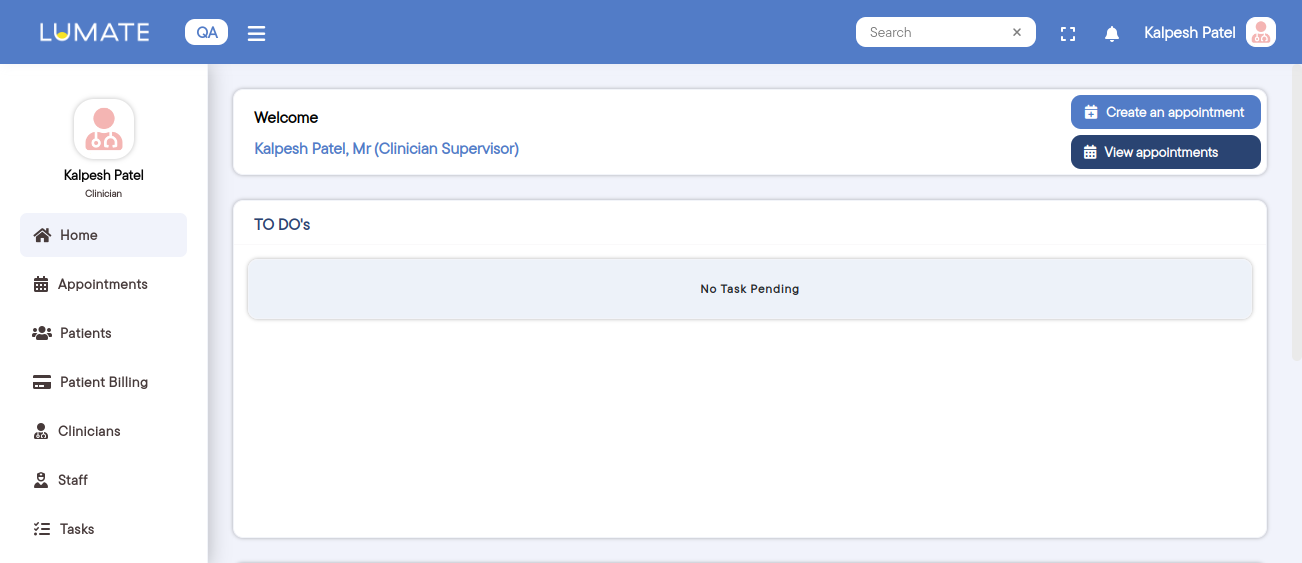 LUMATE
QA
Search
Kalpesh Patel
Kalpesh Patel
Clinician
Home
Appointments
Patients
Patient Billing
Clinicians
Staff
Tasks
Welcome
Kalpesh Patel, Mr (Clinician Supervisor)
Create an appointment
View appointments
TO DO's
No Task Pending